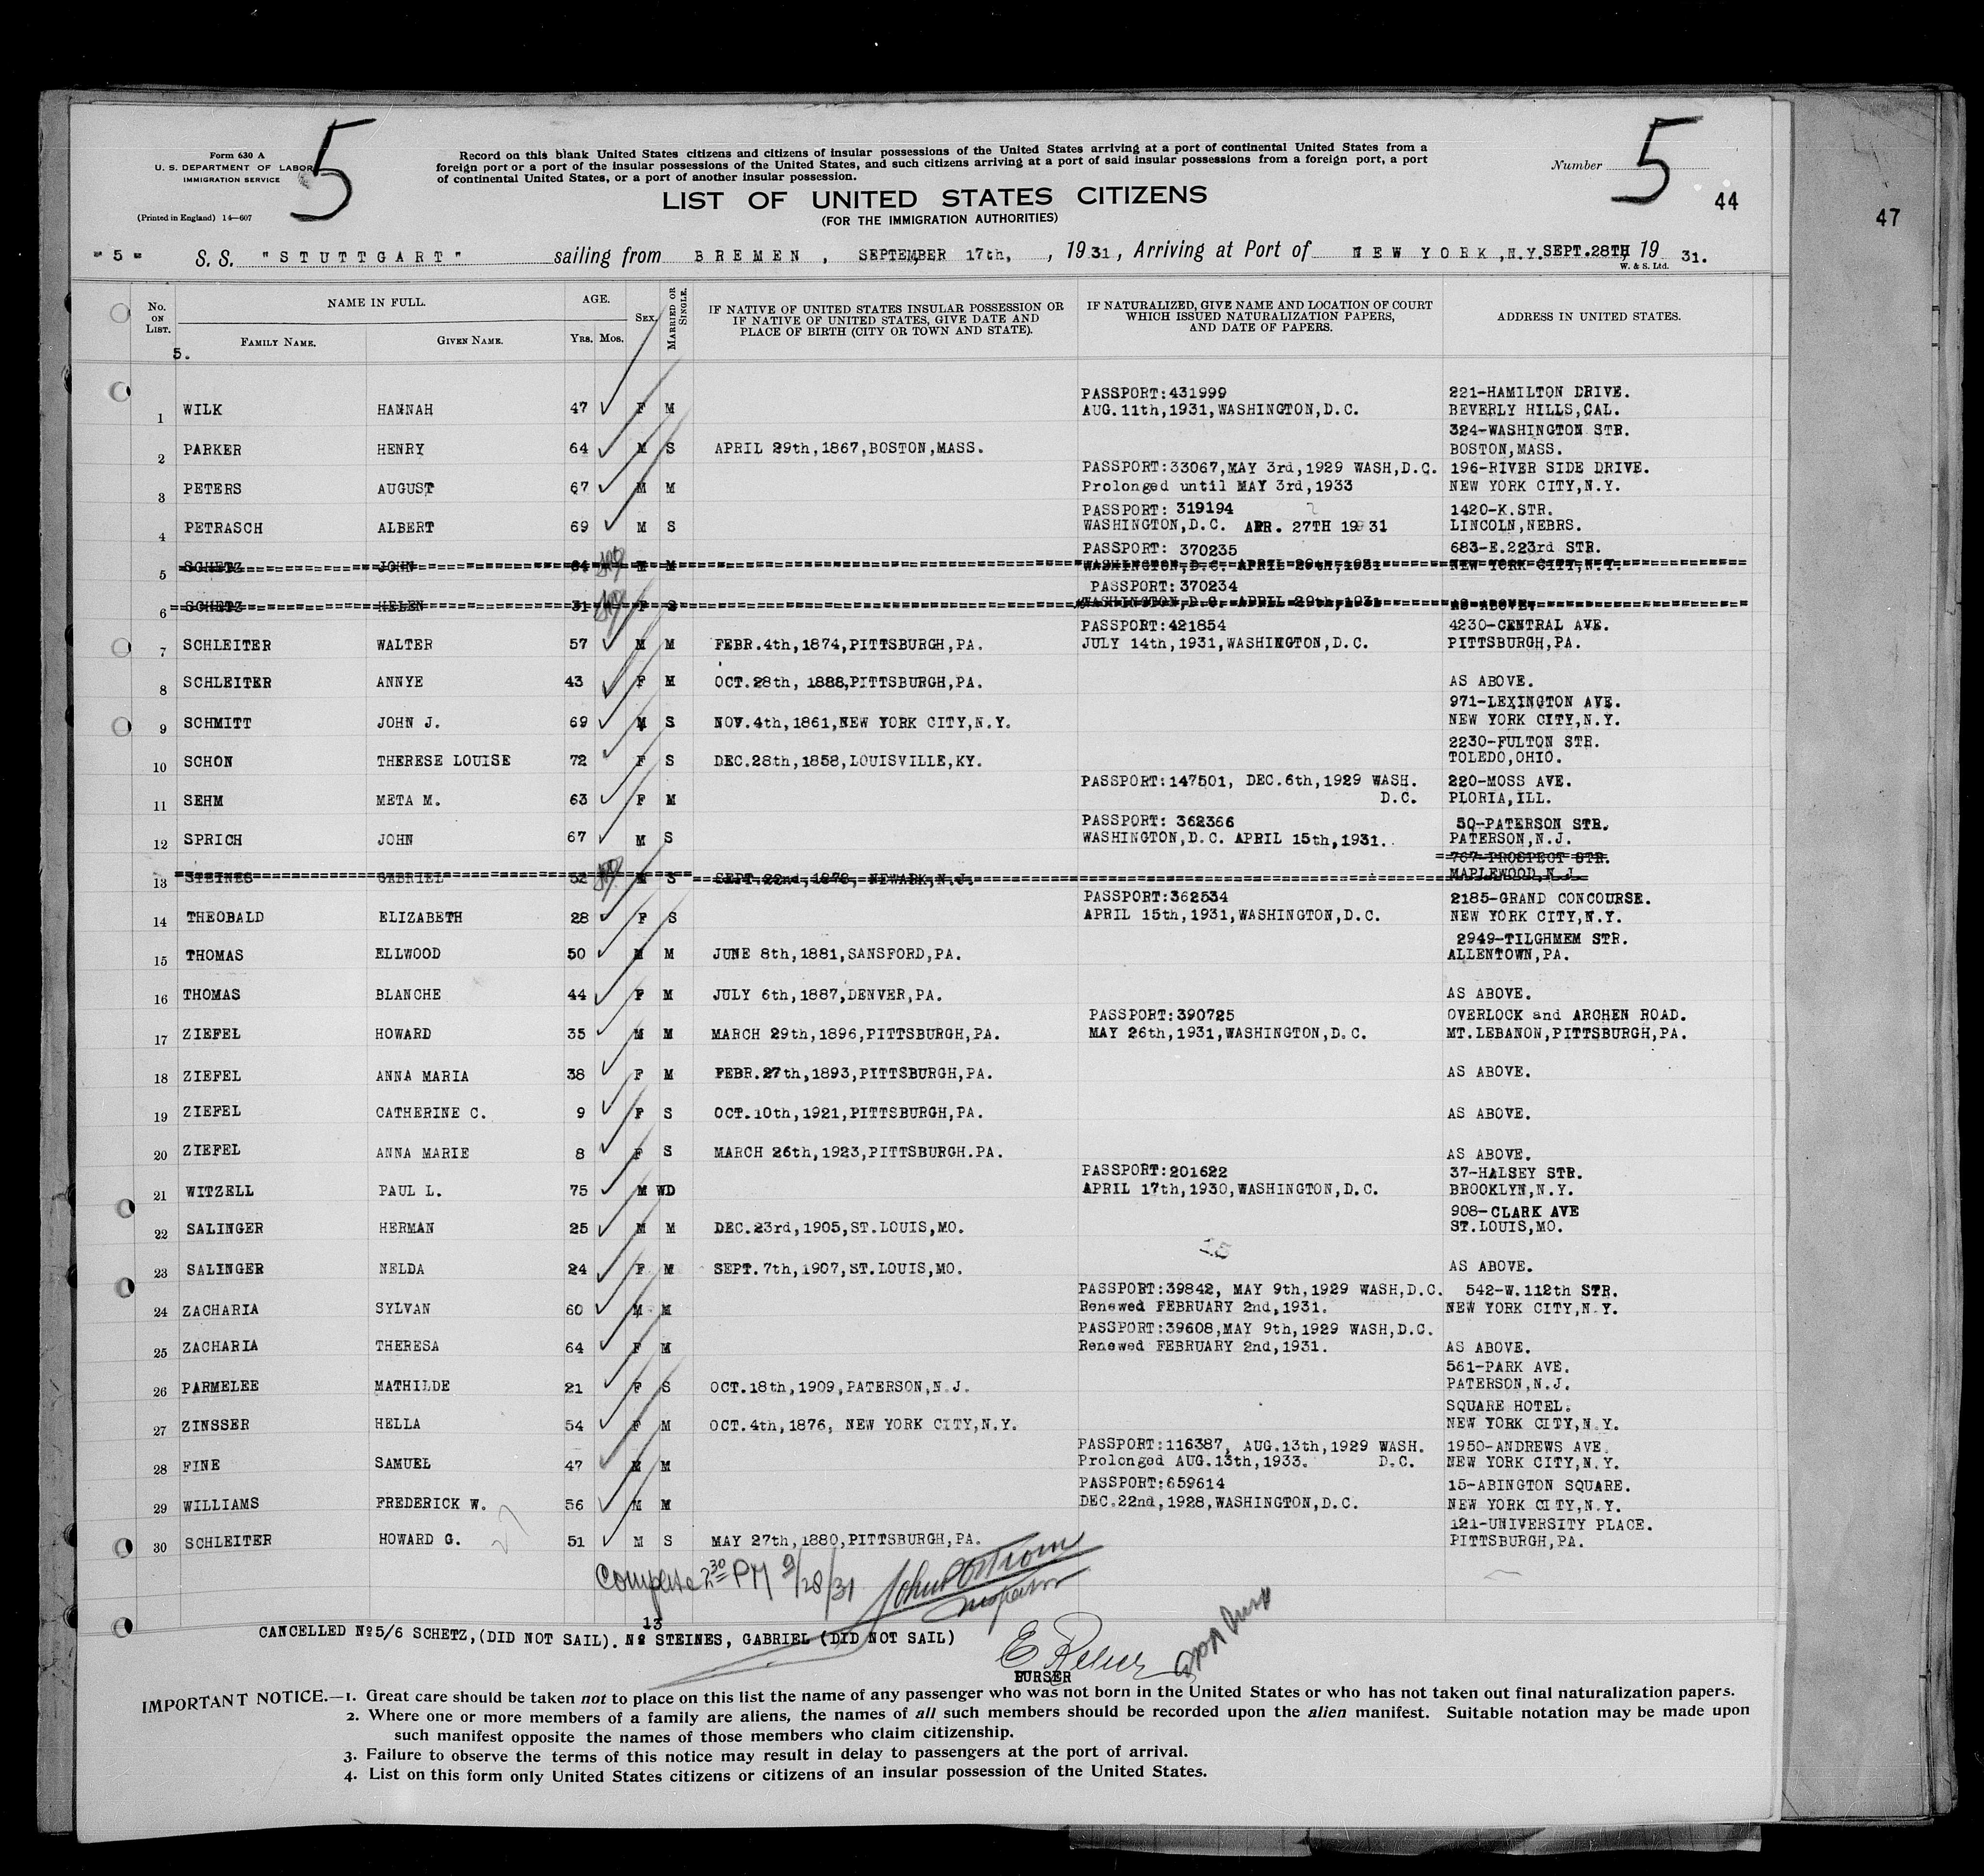 Form 630 A
U. S. DEPARTMENT OF LABOR
IMMIGRATION SERVICE
(Printed in England) 14—607
5
Record on this blank United States citizens and citizens of insular possessions of the United States arriving at a port of continental United States from a
foreign port or a port of the insular possessions of the United States, and such citizens arriving at a port of said insular possessions from a foreign port, a port
of continental United States, or a port of another insular possession.
Number 5
44
47
LIST OF UNITED STATES CITIZENS
(FOR THE IMMIGRATION AUTHORITIES)
- 5 - S. S. "STUTTGART" sailing from BREMEN, SEPTEMBER 17th, , 1931, Arriving at Port of NEW YORK, N.Y. SEPT.28TH 19 31.
W. & S. Ltd.
No. ON LIST. NAME IN FULL. AGE. SEX. MARRIED OR SINGLE. IF NATIVE OF UNITED STATES INSULAR POSSESSION OR IF NATIVE OF UNITED STATES, GIVE DATE AND PLACE OF BIRTH (CITY OR TOWN AND STATE). IF NATURALIZED, GIVE NAME AND LOCATION OF COURT WHICH ISSUED NATURALIZATION PAPERS, AND DATE OF PAPERS. ADDRESS IN UNITED STATES.
FAMILY NAME. GIVEN NAME. Yrs. Mos.
5.
PASSPORT:431999 221-HAMILTON DRIVE.
1 WILK HANNAH 47 F M AUG.11th,1931,WASHINGTON,D.C. BEVERLY HILLS,CAL.
324-WASHINGTON STR.
2 PARKER HENRY 64 M S APRIL 29th,1867,BOSTON,MASS. BOSTON,MASS.
PASSPORT:33067,MAY 3rd,1929 WASH,D.C. 196-RIVER SIDE DRIVE.
3 PETERS AUGUST 67 M M Prolonged until MAY 3rd,1933 NEW YORK CITY,N.Y.
PASSPORT: 319194 1420-K.STR.
4 PETRASCH ALBERT 69 M S WASHINGTON,D.C. APR. 27TH 1931 LINCOLN,NEBRS.
PASSPORT: 370235 683-E.223rd STR.
5 SCHETZ JOHN 64 M M WASHINGTON,D.C. APRIL 29th,1931 NEW YORK CITY,N.Y.
PASSPORT:370234
6 SCHETZ HELEN 31 F S WASHINGTON,D.C. APRIL 29th,1931 AS ABOVE.
PASSPORT:421854 4230-CENTRAL AVE.
7 SCHLEITER WALTER 57 M M FEBR.4th,1874,PITTSBURGH,PA. JULY 14th,1931,WASHINGTON,D.C. PITTSBURGH,PA.
8 SCHLEITER ANNYE 43 F M OCT.28th, 1888,PITTSBURGH,PA. AS ABOVE.
971-LEXINGTON AVE.
9 SCHMITT JOHN J. 69 M S NOV.4th,1861,NEW YORK CITY,N.Y. NEW YORK CITY,N.Y.
2230-FULTON STR.
10 SCHON THERESE LOUISE 72 F S DEC.28th,1858,LOUISVILLE,KY. TOLEDO,OHIO.
PASSPORT:147501, DEC.6th,1929 WASH. 220-MOSS AVE.
11 SEHM META M. 63 F M D.C. PLORIA,ILL.
PASSPORT: 362366 50-PATERSON STR.
12 SPRICH JOHN 67 M S WASHINGTON,D.C. APRIL 15th,1931. PATERSON,N.J.
767-PROSPECT STR.
13 STEINES GABRIEL 52 M S SEPT.22nd,1878, NEWARK,N.J. MAPLEWOOD,N.J.
PASSPORT:362534 2185-GRAND CONCOURSE.
14 THEOBALD ELIZABETH 28 F S APRIL 15th,1931,WASHINGTON,D.C. NEW YORK CITY,N.Y.
2949-TILGHMEM STR.
15 THOMAS ELLWOOD 50 M M JUNE 8th,1881,SANSFORD,PA. ALLENTOWN,PA.
16 THOMAS BLANCHE 44 F M JULY 6th,1887,DENVER,PA. AS ABOVE.
PASSPORT:390725 OVERLOCK and ARCHEN ROAD.
17 ZIEFEL HOWARD 35 M M MARCH 29th,1896,PITTSBURGH,PA. MAY 26th,1931,WASHINGTON,D.C. MT.LEBANON,PITTSBURGH,PA.
18 ZIEFEL ANNA MARIA 38 F M FEBR.27th,1893,PITTSBURGH,PA. AS ABOVE.
19 ZIEFEL CATHERINE C. 9 F S OCT.10th,1921,PITTSBURGH,PA. AS ABOVE.
20 ZIEFEL ANNA MARIE 8 F S MARCH 26th,1923,PITTSBURGH.PA. AS ABOVE.
PASSPORT:201622 37-HALSEY STR.
21 WITZELL PAUL L. 75 M WD APRIL 17th,1930,WASHINGTON,D.C. BROOKLYN,N.Y.
908-CLARK AVE
22 SALINGER HERMAN 25 M M DEC.23rd,1905,ST.LOUIS,MO. ST.LOUIS,MO.
23 SALINGER NELDA 24 F M SEPT.7th,1907,ST.LOUIS,MO. AS ABOVE.
PASSPORT:39842, MAY 9th,1929 WASH,D.C. 542-W.112th STR.
24 ZACHARIA SYLVAN 60 M M Renewed FEBRUARY 2nd,1931. NEW YORK CITY,N.Y.
PASSPORT:39608,MAY 9th,1929 WASH,D.C.
25 ZACHARIA THERESA 64 F M Renewed FEBRUARY 2nd,1931. AS ABOVE.
561-PARK AVE.
26 PARMELEE MATHILDE 21 F S OCT.18th,1909,PATERSON,N.J. PATERSON,N.J.
SQUARE HOTEL.
27 ZINSSER HELLA 54 F M OCT.4th,1876, NEW YORK CITY,N.Y. NEW YORK CITY,N.Y.
PASSPORT:116387, AUG.13th,1929 WASH. 1950-ANDREWS AVE.
28 FINE SAMUEL 47 M M Prolonged AUG.13th,1933. D.C. NEW YORK CITY,N.Y.
PASSPORT:659614 15-ABINGTON SQUARE.
29 WILLIAMS FREDERICK W. 56 M M DEC.22nd,1928,WASHINGTON,D.C. NEW YORK CITY,N.Y.
121-UNIVERSITY PLACE.
30 SCHLEITER HOWARD G. 51 M S MAY 27th,1880,PITTSBURGH,PA. PITTSBURGH,PA.
27
Complete 2 30 PM 9/28/31
Inspector
13
CANCELLED No5/6 SCHETZ,(DID NOT SAIL). No STEINES, GABRIEL (DID NOT SAIL)
PURSER
IMPORTANT NOTICE.—1. Great care should be taken not to place on this list the name of any passenger who was not born in the United States or who has not taken out final naturalization papers.
2. Where one or more members of a family are aliens, the names of all such members should be recorded upon the alien manifest. Suitable notation may be made upon
such manifest opposite the names of those members who claim citizenship.
3. Failure to observe the terms of this notice may result in delay to passengers at the port of arrival.
4. List on this form only United States citizens or citizens of an insular possession of the United States.